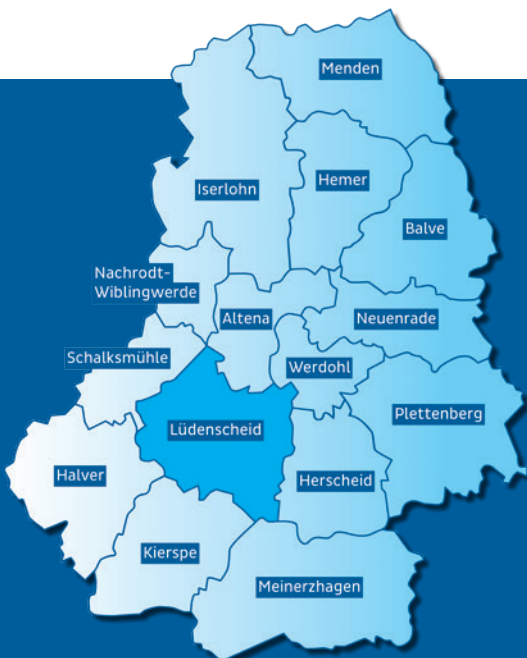 Menden
Iserlohn
Hemer
Balve
Nachrodt-
Wiblingwerde
Altena
Neuenrade
Schalksmühle
Werdohl
Plettenberg
Lüdenscheid
Halver
Herscheid
Kierspe
Meinerzhagen